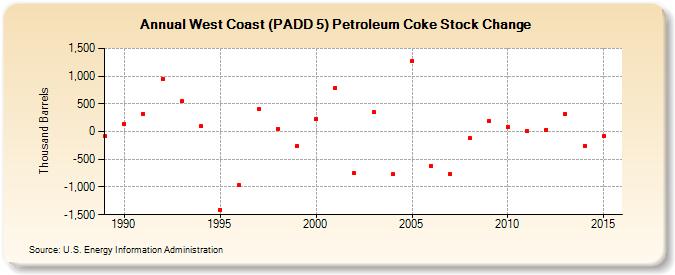 Annual West Coast (PADD 5) Petroleum Coke Stock Change
Thousand Barrels
1,500
1,000
500
0
-500
-1,000
-1,500
1990 1995 2000 2005 2010 2015
Source: U.S. Energy Information Administration